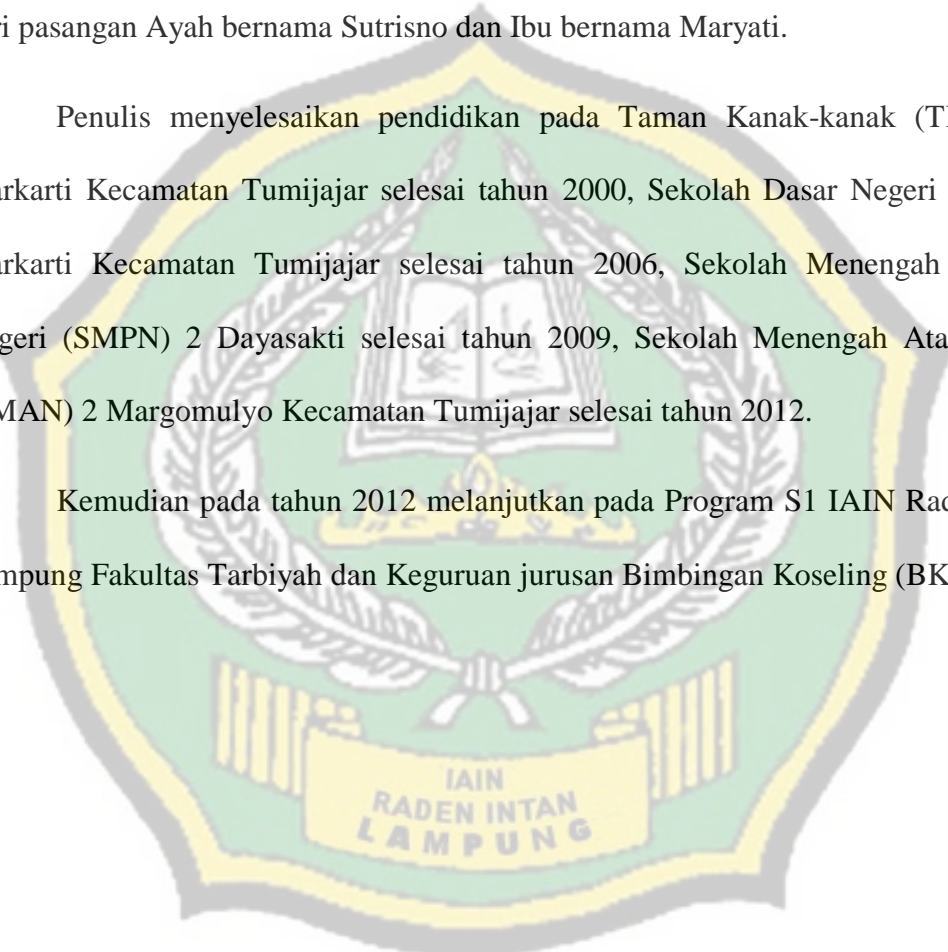 ri pasangan Ayah bernama Sutrisno dan Ibu bernama Maryati.
Penulis menyelesaikan pendidikan pada Taman Kanak-kanak
arkarti Kecamatan Tumijajar selesai tahun 2000, Sekolah Dasar Negeri
arkarti Kecamatan Tumijajar selesai tahun 2006, Sekolah Menengah
geri (SMPN) 2 Dayasakti selesai tahun 2009, Sekolah Menengah Ata
MAN) 2 Margomulyo Kecamatan Tumijajar selesai tahun 2012.
Kemudian pada tahun 2012 melanjutkan pada Program S1 IAIN Rad
mpung Fakultas Tarbiyah dan Keguruan jurusan Bimbingan Koseling (BK
IAIN
RADEN INTAN
LAMPUNG